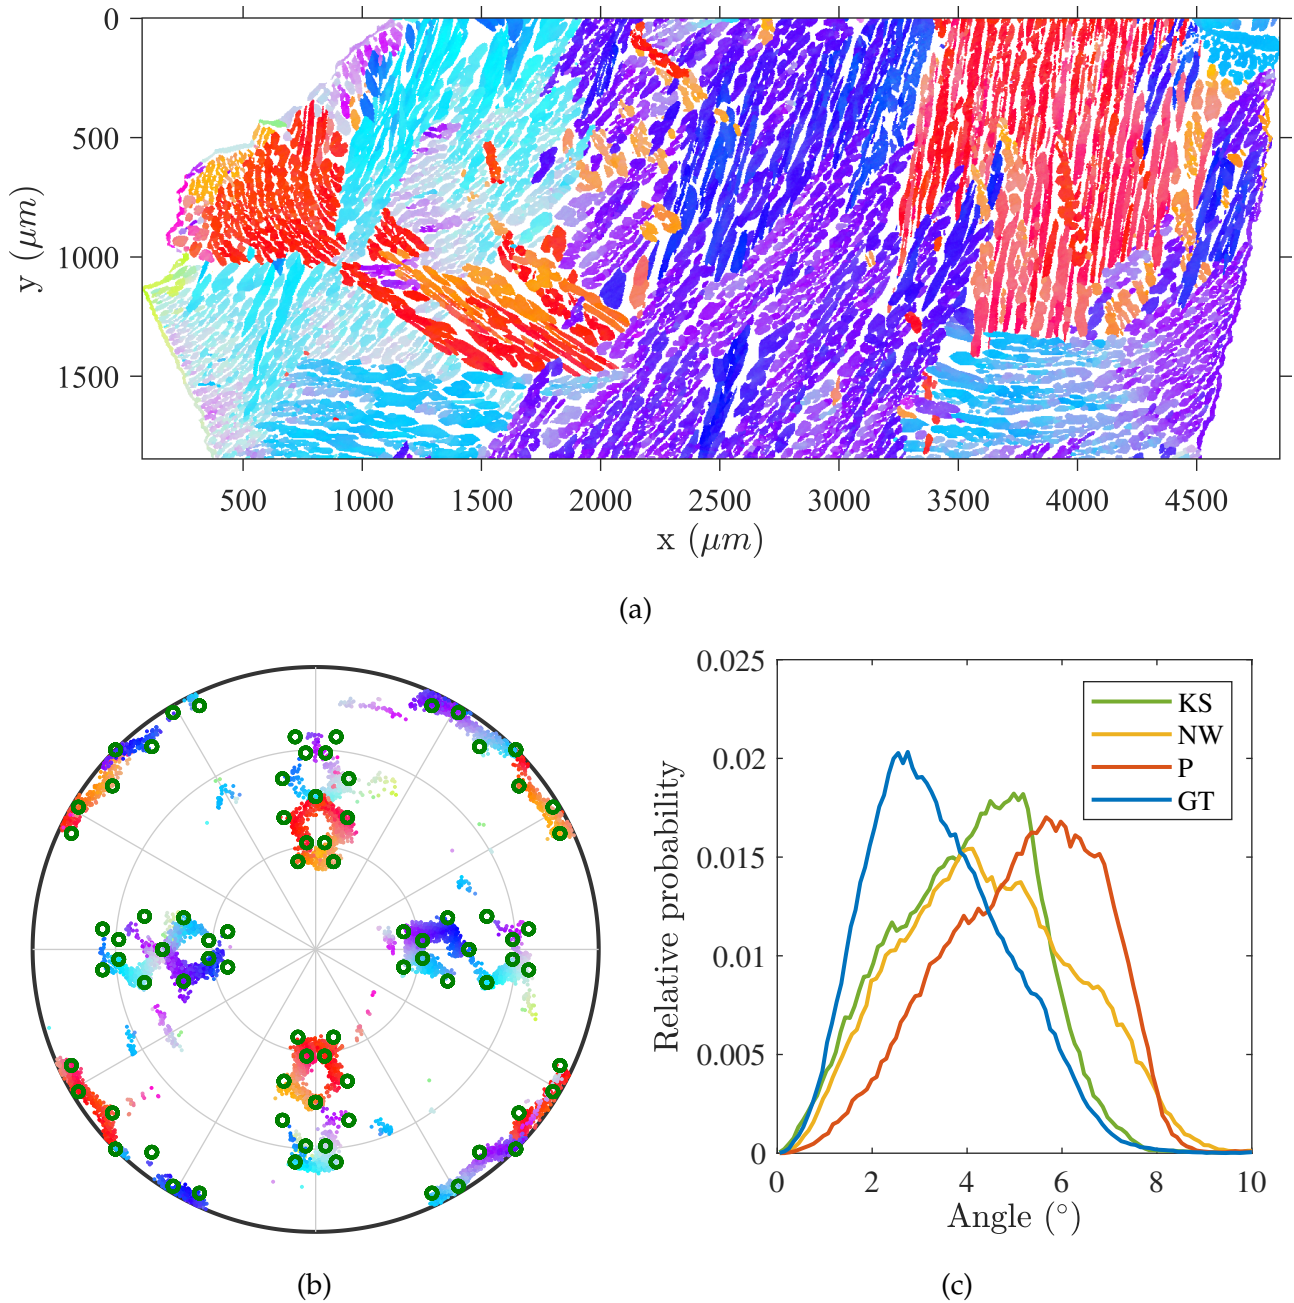 0
500
1000
1500
y (μm)
500 1000 1500 2000 2500 3000 3500 4000 4500
x (μm)
(a)
0.025
0.02
0.015
0.01
0.005
0
Relative probability
KS
NW
P
GT
0 2 4 6 8 10
Angle (°)
(b) (c)